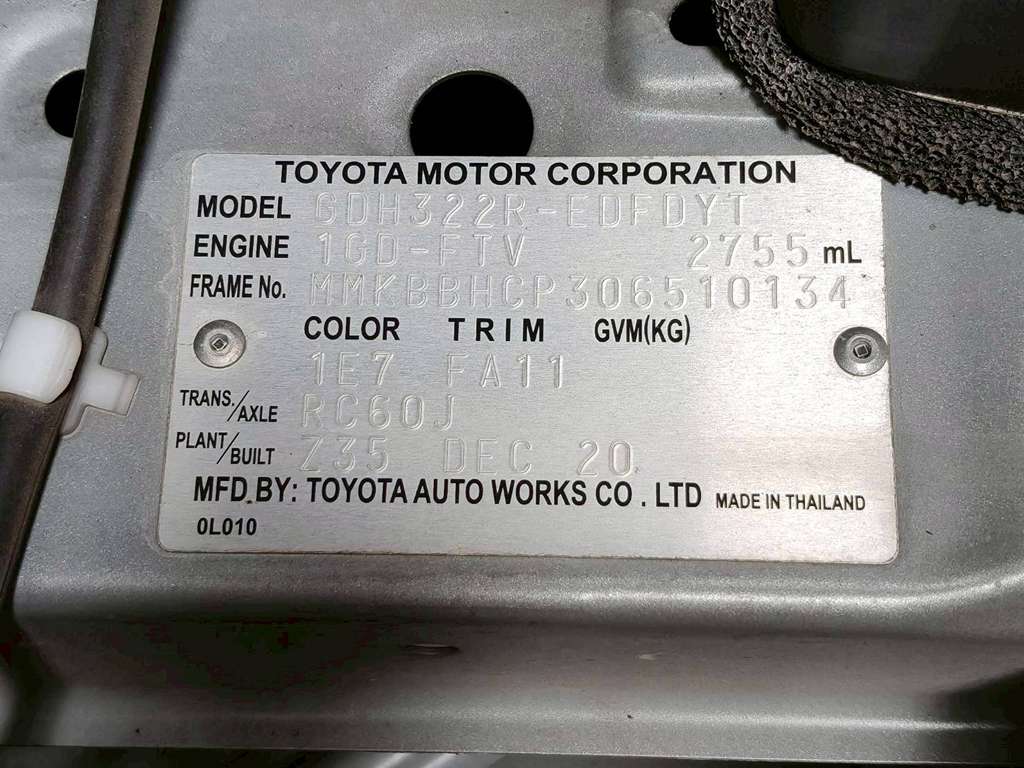 TOYOTA MOTOR CORPORATION
MODEL GDH322R-EDFDYT
ENGINE 1GD-FTV 2755 mL
FRAME No. MMKBBHCP306510134
COLOR TRIM GVM(KG)
1E7 FA11
TRANS./AXLE RC60J
PLANT/BUILT Z35 DEC 20
MFD.BY: TOYOTA AUTO WORKS CO . LTD MADE IN THAILAND
0L010